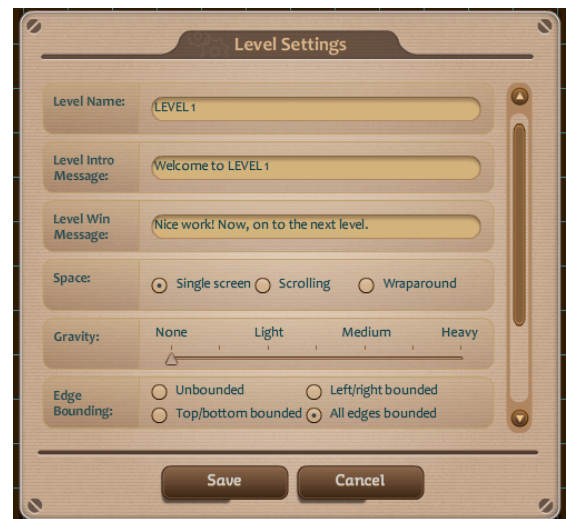 Level Settings
Level Name:
LEVEL 1
Level Intro
Message:
Welcome to LEVEL 1
Level Win
Message:
Nice work! Now, on to the next level.
Space:
Single screen Scrolling Wraparound
Gravity:
None Light Medium Heavy
Edge
Bounding:
Unbounded Left/right bounded
Top/bottom bounded All edges bounded
Save Cancel